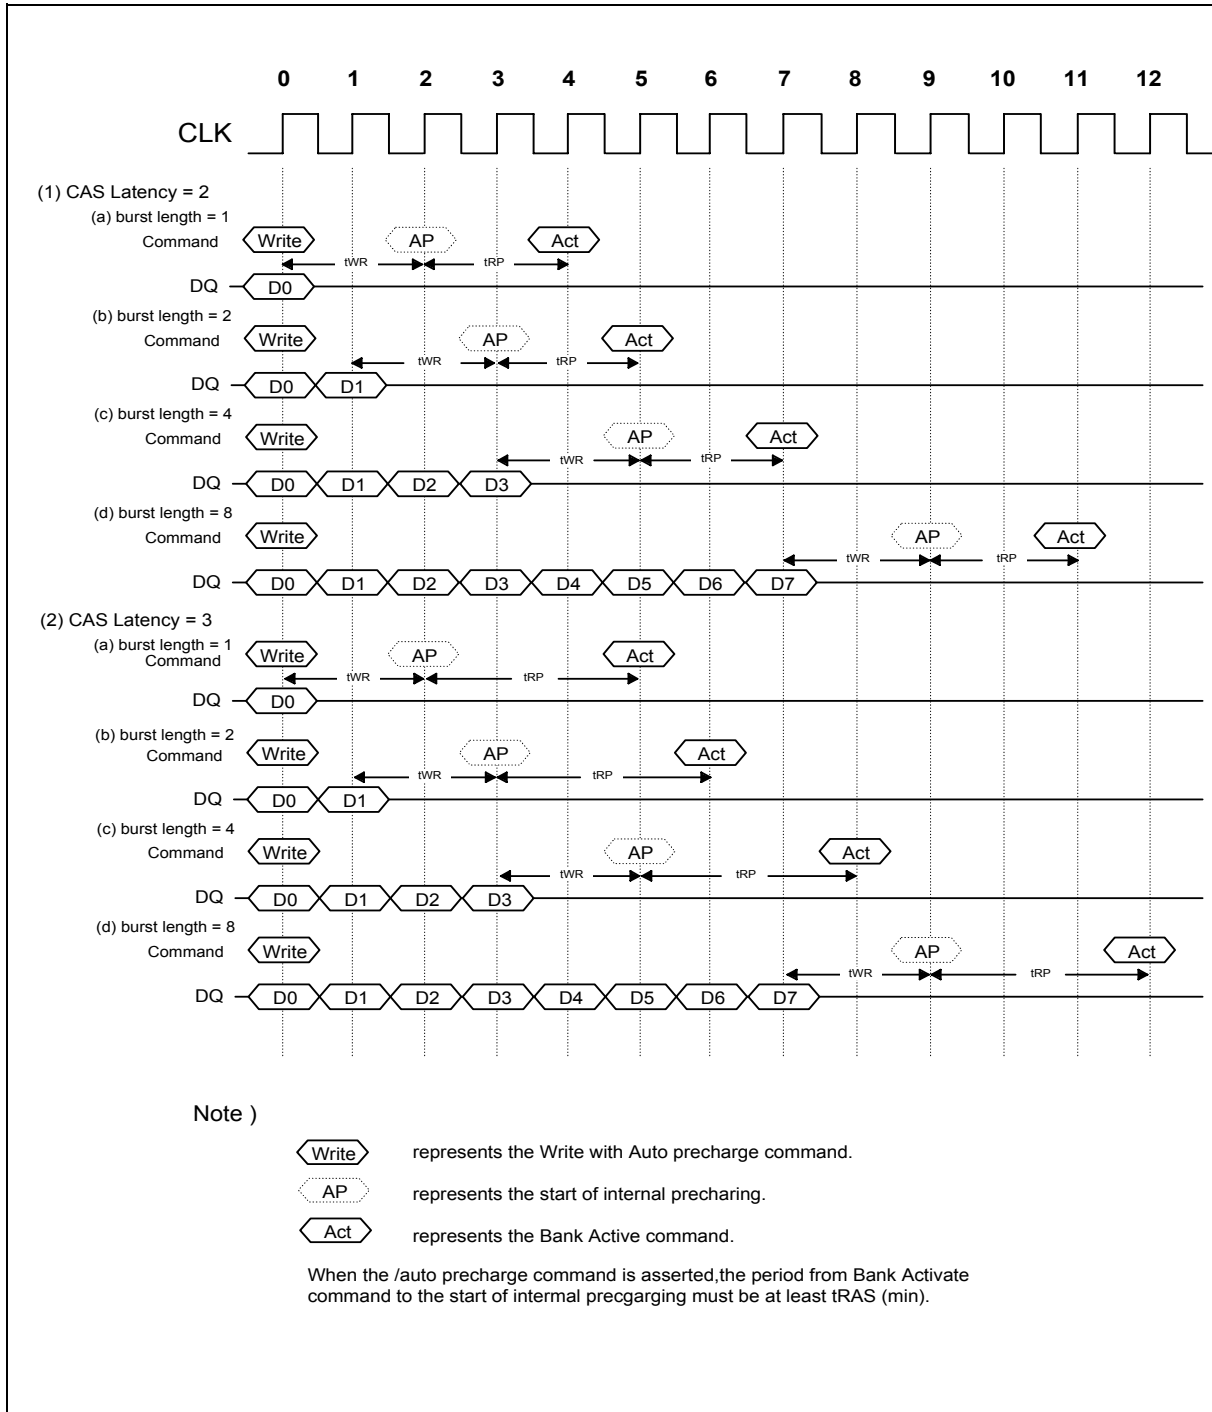 0 1 2 3 4 5 6 7 8 9 10 11 12
CLK
(1) CAS Latency = 2
(a) burst length = 1
Command Write AP Act
tWR tRP
DQ D0
(b) burst length = 2
Command Write AP Act
tWR tRP
DQ D0 D1
(c) burst length = 4
Command Write AP Act
tWR tRP
DQ D0 D1 D2 D3
(d) burst length = 8
Command Write AP Act
tWR tRP
DQ D0 D1 D2 D3 D4 D5 D6 D7
(2) CAS Latency = 3
(a) burst length = 1
Command Write AP Act
tWR tRP
DQ D0
(b) burst length = 2
Command Write AP Act
tWR tRP
DQ D0 D1
(c) burst length = 4
Command Write AP Act
tWR tRP
DQ D0 D1 D2 D3
(d) burst length = 8
Command Write AP Act
tWR tRP
DQ D0 D1 D2 D3 D4 D5 D6 D7
Note )
Write represents the Write with Auto precharge command.
AP represents the start of internal precharing.
Act represents the Bank Active command.
When the /auto precharge command is asserted,the period from Bank Activate
command to the start of intermal precgarging must be at least tRAS (min).